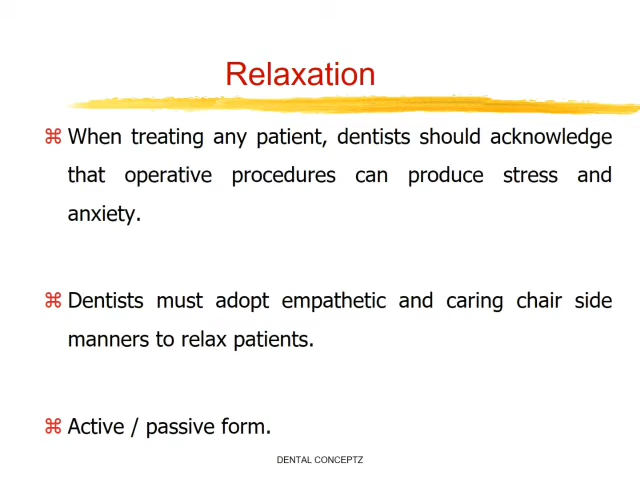 Relaxation
⌘ When treating any patient, dentists should acknowledge
that operative procedures can produce stress and
anxiety.
⌘ Dentists must adopt empathetic and caring chair side
manners to relax patients.
⌘ Active / passive form.
DENTAL CONCEPTZ